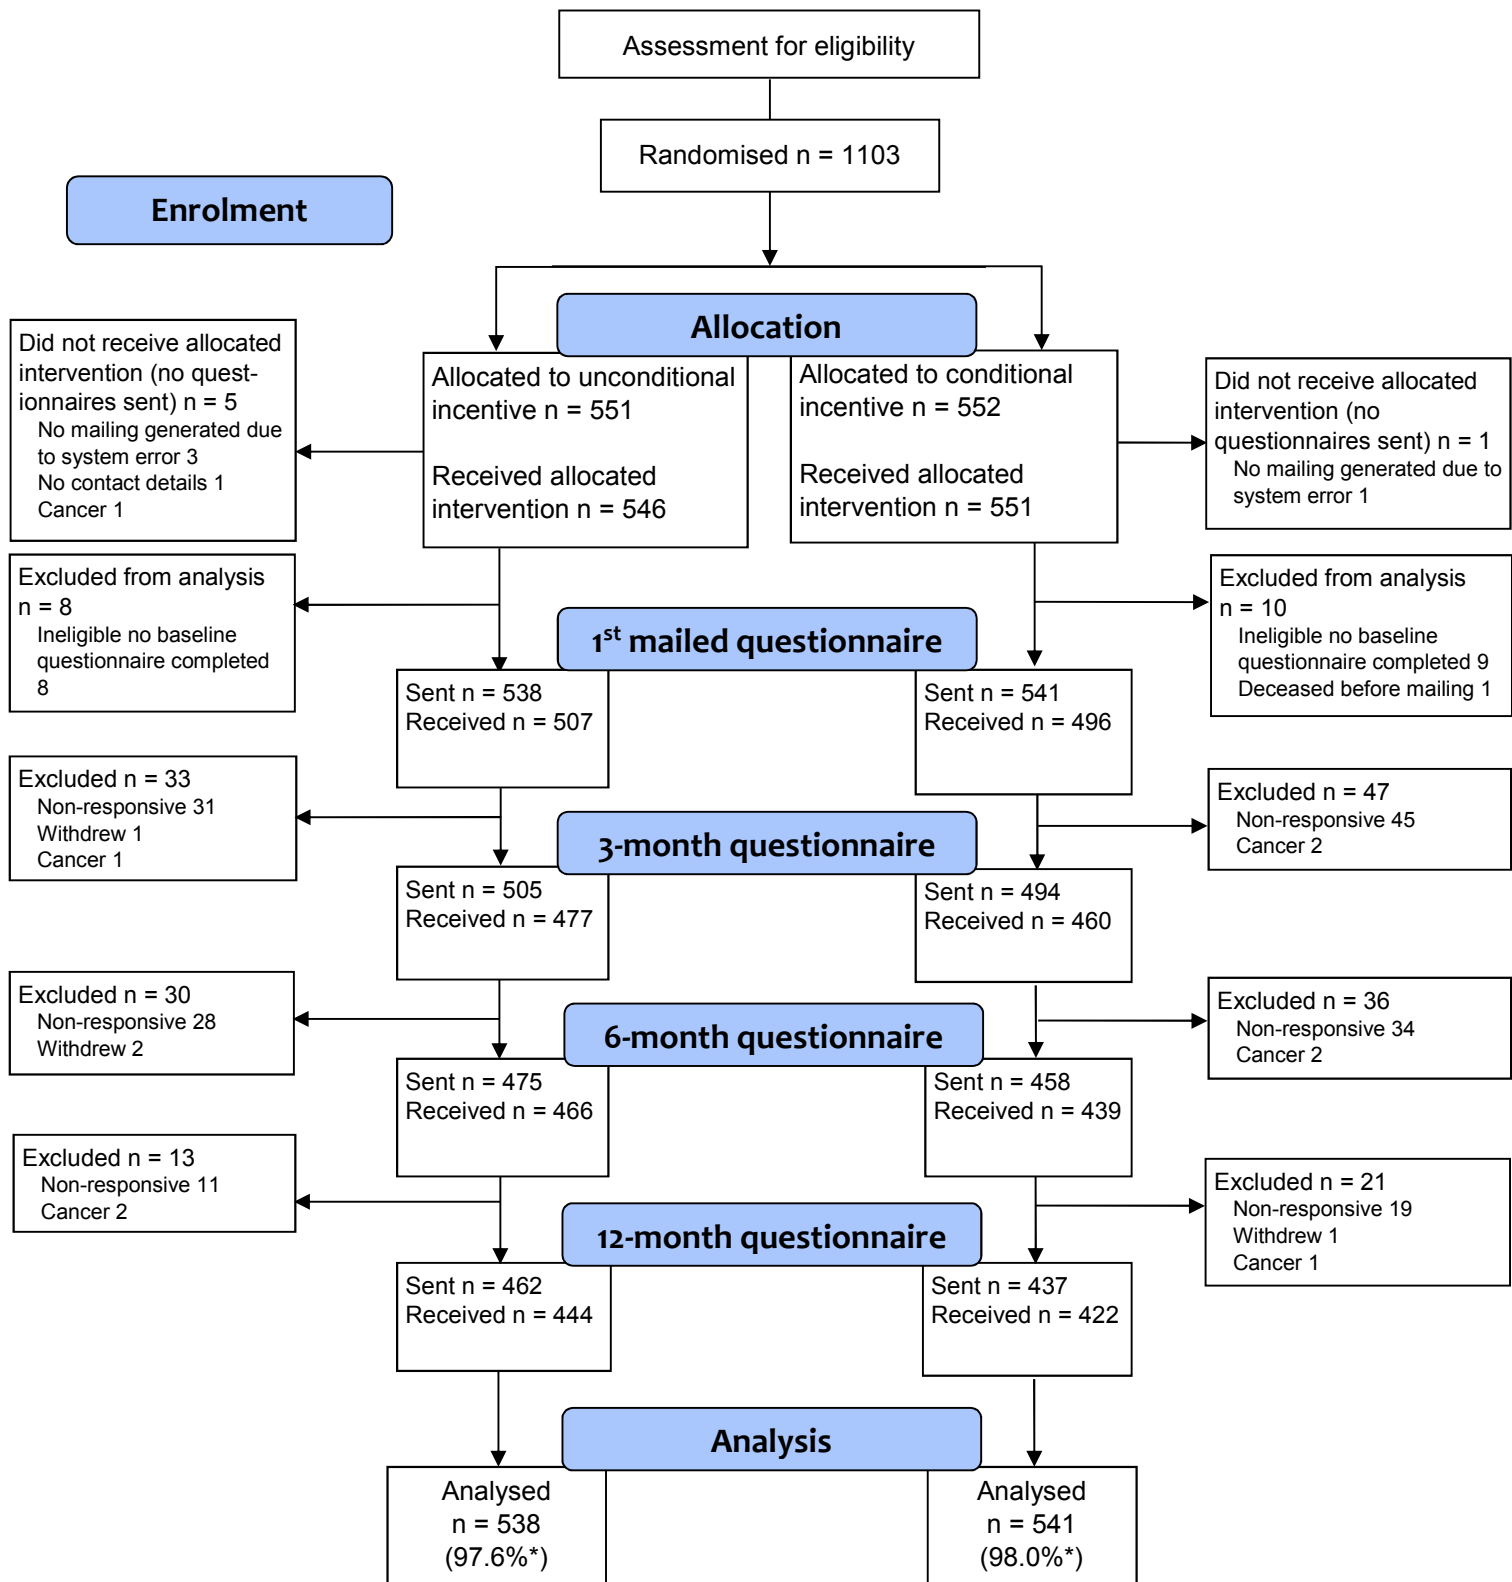 Assessment for eligibility
Randomised n = 1103
Enrolment
Allocation
Did not receive allocated
intervention (no quest-
ionnaires sent) n = 5
No mailing generated due
to system error 3
No contact details 1
Cancer 1
Allocated to unconditional
incentive n = 551
Received allocated
intervention n = 546
Allocated to conditional
incentive n = 552
Received allocated
intervention n = 551
Did not receive allocated
intervention (no
questionnaires sent) n = 1
No mailing generated due to
system error 1
Excluded from analysis
n = 8
Ineligible no baseline
questionnaire completed
8
Excluded from analysis
n = 10
Ineligible no baseline
questionnaire completed 9
Deceased before mailing 1
1st mailed questionnaire
Sent n = 538
Received n = 507
Sent n = 541
Received n = 496
Excluded n = 33
Non-responsive 31
Withdrew 1
Cancer 1
Excluded n = 47
Non-responsive 45
Cancer 2
3-month questionnaire
Sent n = 505
Received n = 477
Sent n = 494
Received n = 460
Excluded n = 30
Non-responsive 28
Withdrew 2
Excluded n = 36
Non-responsive 34
Cancer 2
6-month questionnaire
Sent n = 475
Received n = 466
Sent n = 458
Received n = 439
Excluded n = 13
Non-responsive 11
Cancer 2
Excluded n = 21
Non-responsive 19
Withdrew 1
Cancer 1
12-month questionnaire
Sent n = 462
Received n = 444
Sent n = 437
Received n = 422
Analysis
Analysed
n = 538
(97.6%*)
Analysed
n = 541
(98.0%*)